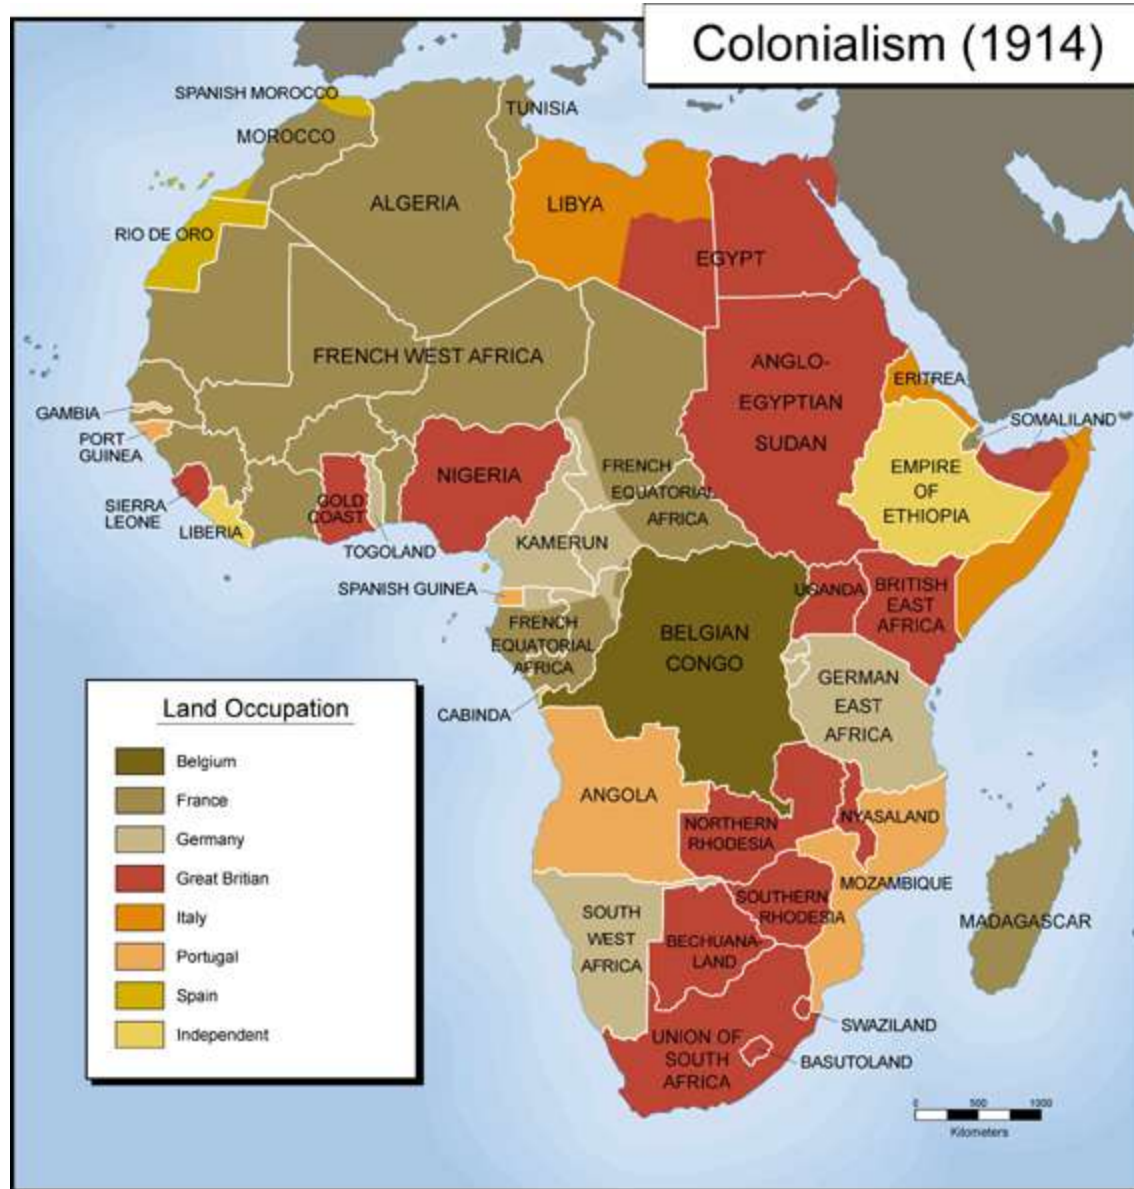 Colonialism (1914)
SPANISH MOROCCO
TUNISIA
MOROCCO
ALGERIA
LIBYA
RIO DE ORO
EGYPT
FRENCH WEST AFRICA
ANGLO-
EGYPTIAN
SUDAN
ERITREA
GAMBIA
SOMALILAND
PORT
GUINEA
NIGERIA
FRENCH
EQUATORIAL
AFRICA
EMPIRE
OF
ETHIOPIA
SIERRA
LEONE
GOLD
COAST
LIBERIA
TOGOLAND
KAMERUN
SPANISH GUINEA
UGANDA
BRITISH
EAST
AFRICA
FRENCH
EQUATORIAL
AFRICA
BELGIAN
CONGO
GERMAN
EAST
AFRICA
CABINDA
ANGOLA
NORTHERN
RHODESIA
NYASALAND
MOZAMBIQUE
SOUTHERN
RHODESIA
SOUTH
WEST
AFRICA
BECHUANA-
LAND
MADAGASCAR
SWAZILAND
UNION OF
SOUTH
AFRICA
BASUTOLAND
Land Occupation
Belgium
France
Germany
Great Britian
Italy
Portugal
Spain
Independent
0 500 1000
Kilometers